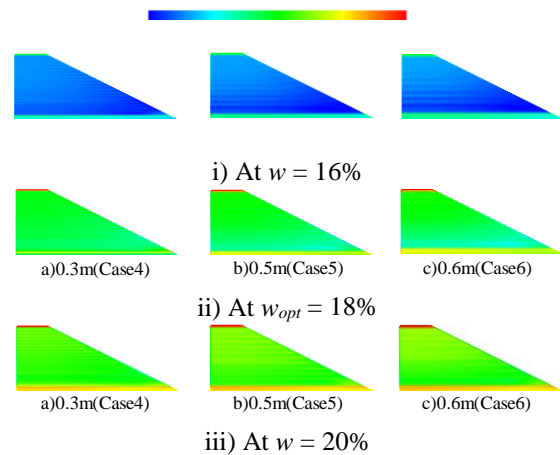 i) At w = 16%
a)0.3m(Case4) b)0.5m(Case5) c)0.6m(Case6)
ii) At wopt = 18%
a)0.3m(Case4) b)0.5m(Case5) c)0.6m(Case6)
iii) At w = 20%